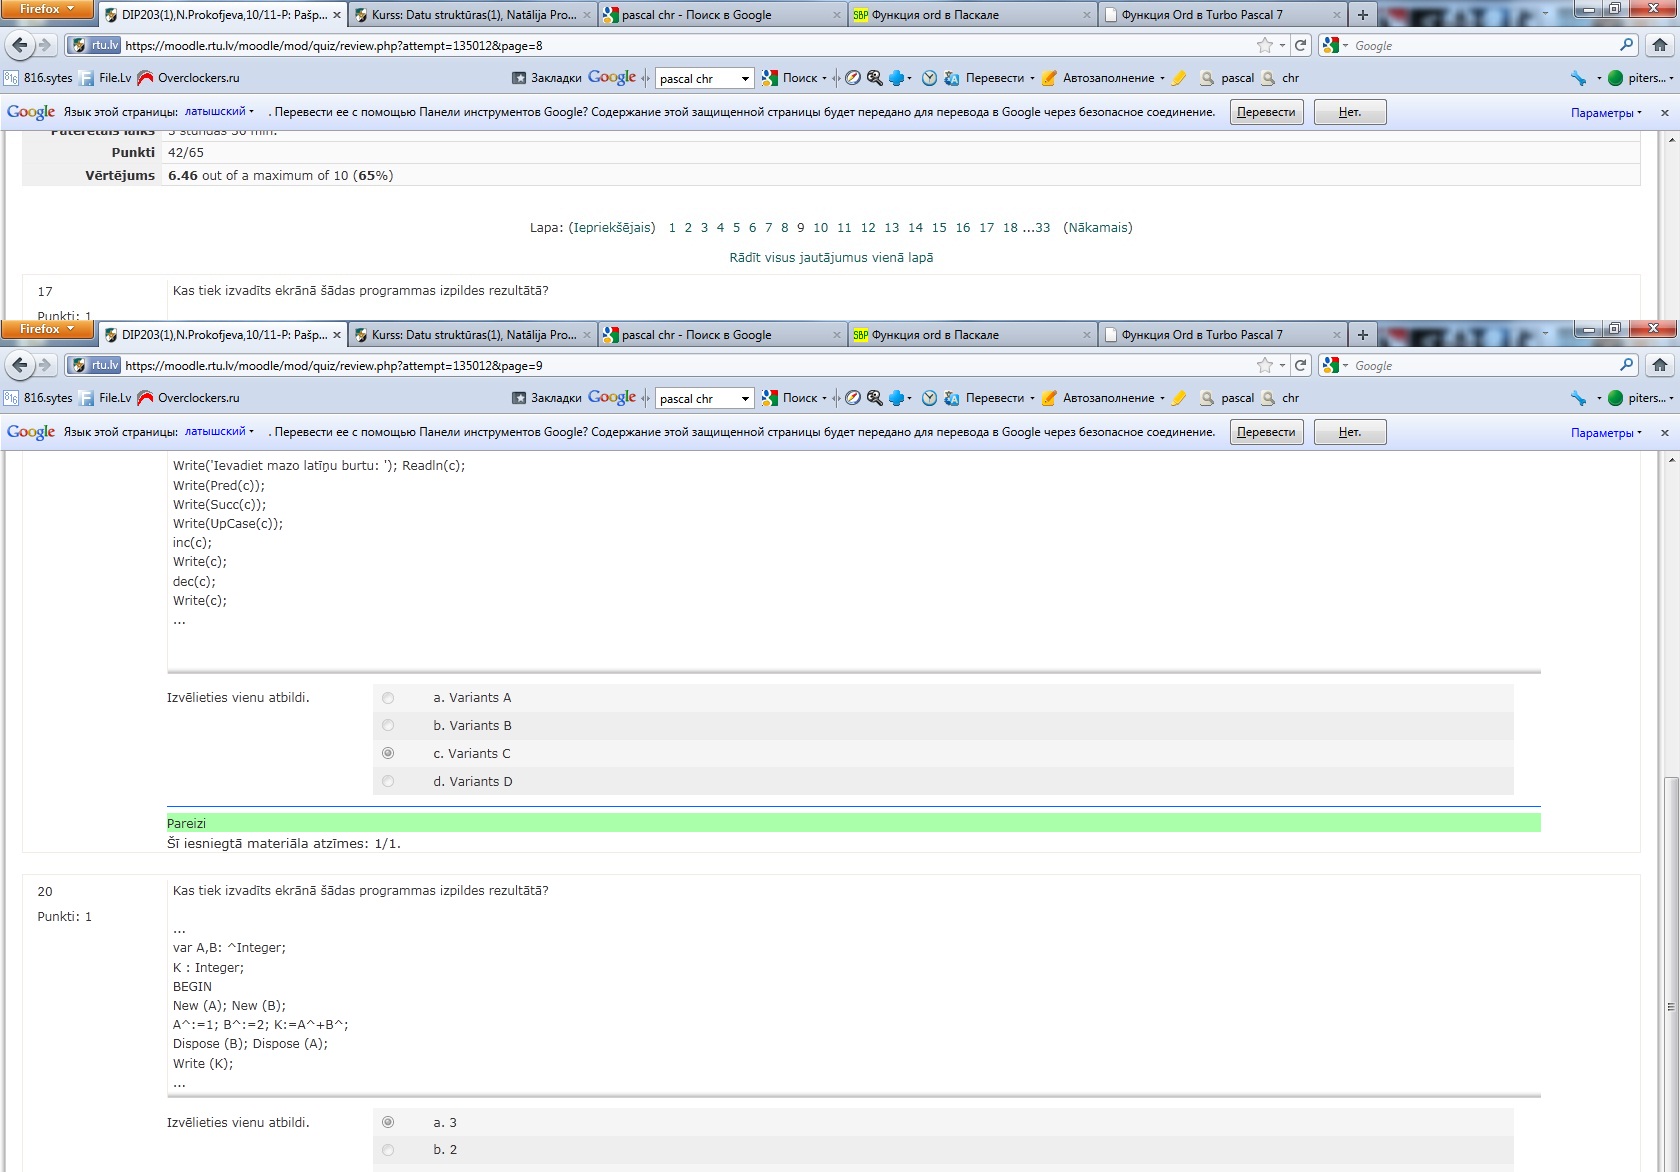 Firefox
DIP203(1),N.Prokofjeva,10/11-P: Pašp...
Kurss: Datu struktūras(1), Natālija Pro...
pascal chr - Поиск в Google
SBP Функция ord в Паскале
Функция Ord в Turbo Pascal 7
rtu.lv https://moodle.rtu.lv/moodle/mod/quiz/review.php?attempt=135012&page=8
Google
816.sytes File.Lv Overclockers.ru Закладки Google pascal chr Поиск Перевести Автозаполнение pascal chr piters...
Google Язык этой страницы: латышский . Перевести ее с помощью Панели инструментов Google? Содержание этой защищенной страницы будет передано для перевода в Google через безопасное соединение. Перевести Нет. Параметры
Patērētais laiks 3 stundas 30 min.
Punkti 42/65
Vērtējums 6.46 out of a maximum of 10 (65%)
Lapa: (Iepriekšējais) 1 2 3 4 5 6 7 8 9 10 11 12 13 14 15 16 17 18 ...33 (Nākamais)
Rādīt visus jautājumus vienā lapā
17 Kas tiek izvadīts ekrānā šādas programmas izpildes rezultātā?
Punkti: 1
Firefox
DIP203(1),N.Prokofjeva,10/11-P: Pašp...
Kurss: Datu struktūras(1), Natālija Pro...
pascal chr - Поиск в Google
SBP Функция ord в Паскале
Функция Ord в Turbo Pascal 7
rtu.lv https://moodle.rtu.lv/moodle/mod/quiz/review.php?attempt=135012&page=9
Google
816.sytes File.Lv Overclockers.ru Закладки Google pascal chr Поиск Перевести Автозаполнение pascal chr piters...
Google Язык этой страницы: латышский . Перевести ее с помощью Панели инструментов Google? Содержание этой защищенной страницы будет передано для перевода в Google через безопасное соединение. Перевести Нет. Параметры
Write('Ievadiet mazo latīņu burtu: '); Readln(c);
Write(Pred(c));
Write(Succ(c));
Write(UpCase(c));
inc(c);
Write(c);
dec(c);
Write(c);
...
Izvēlieties vienu atbildi.
a. Variants A
b. Variants B
c. Variants C
d. Variants D
Pareizi
Šī iesniegtā materiāla atzīmes: 1/1.
20 Kas tiek izvadīts ekrānā šādas programmas izpildes rezultātā?
Punkti: 1
...
var A,B: ^Integer;
K : Integer;
BEGIN
New (A); New (B);
A^:=1; B^:=2; K:=A^+B^;
Dispose (B); Dispose (A);
Write (K);
...
Izvēlieties vienu atbildi.
a. 3
b. 2